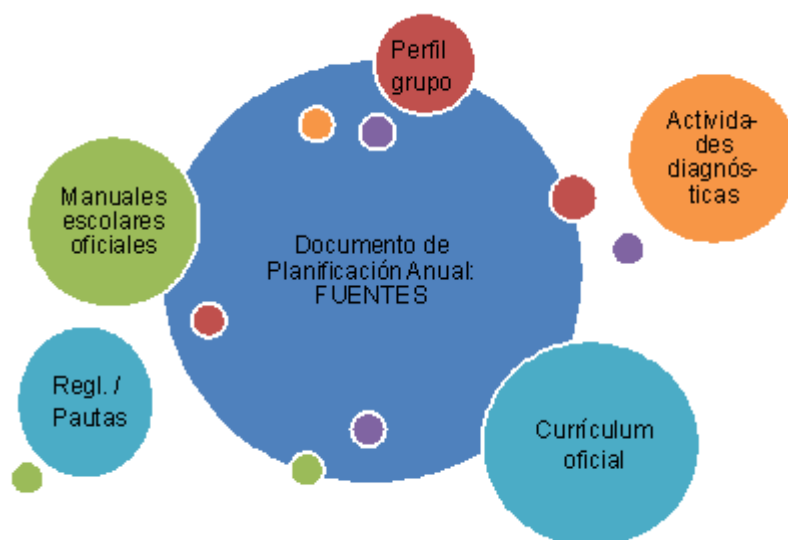 Perfil
grupo
Activida-
des
diagnós-
ticas
Manuales
escolares
oficiales
Documento de
Planificación Anual:
FUENTES
Regl. /
Pautas
Currículum
oficial